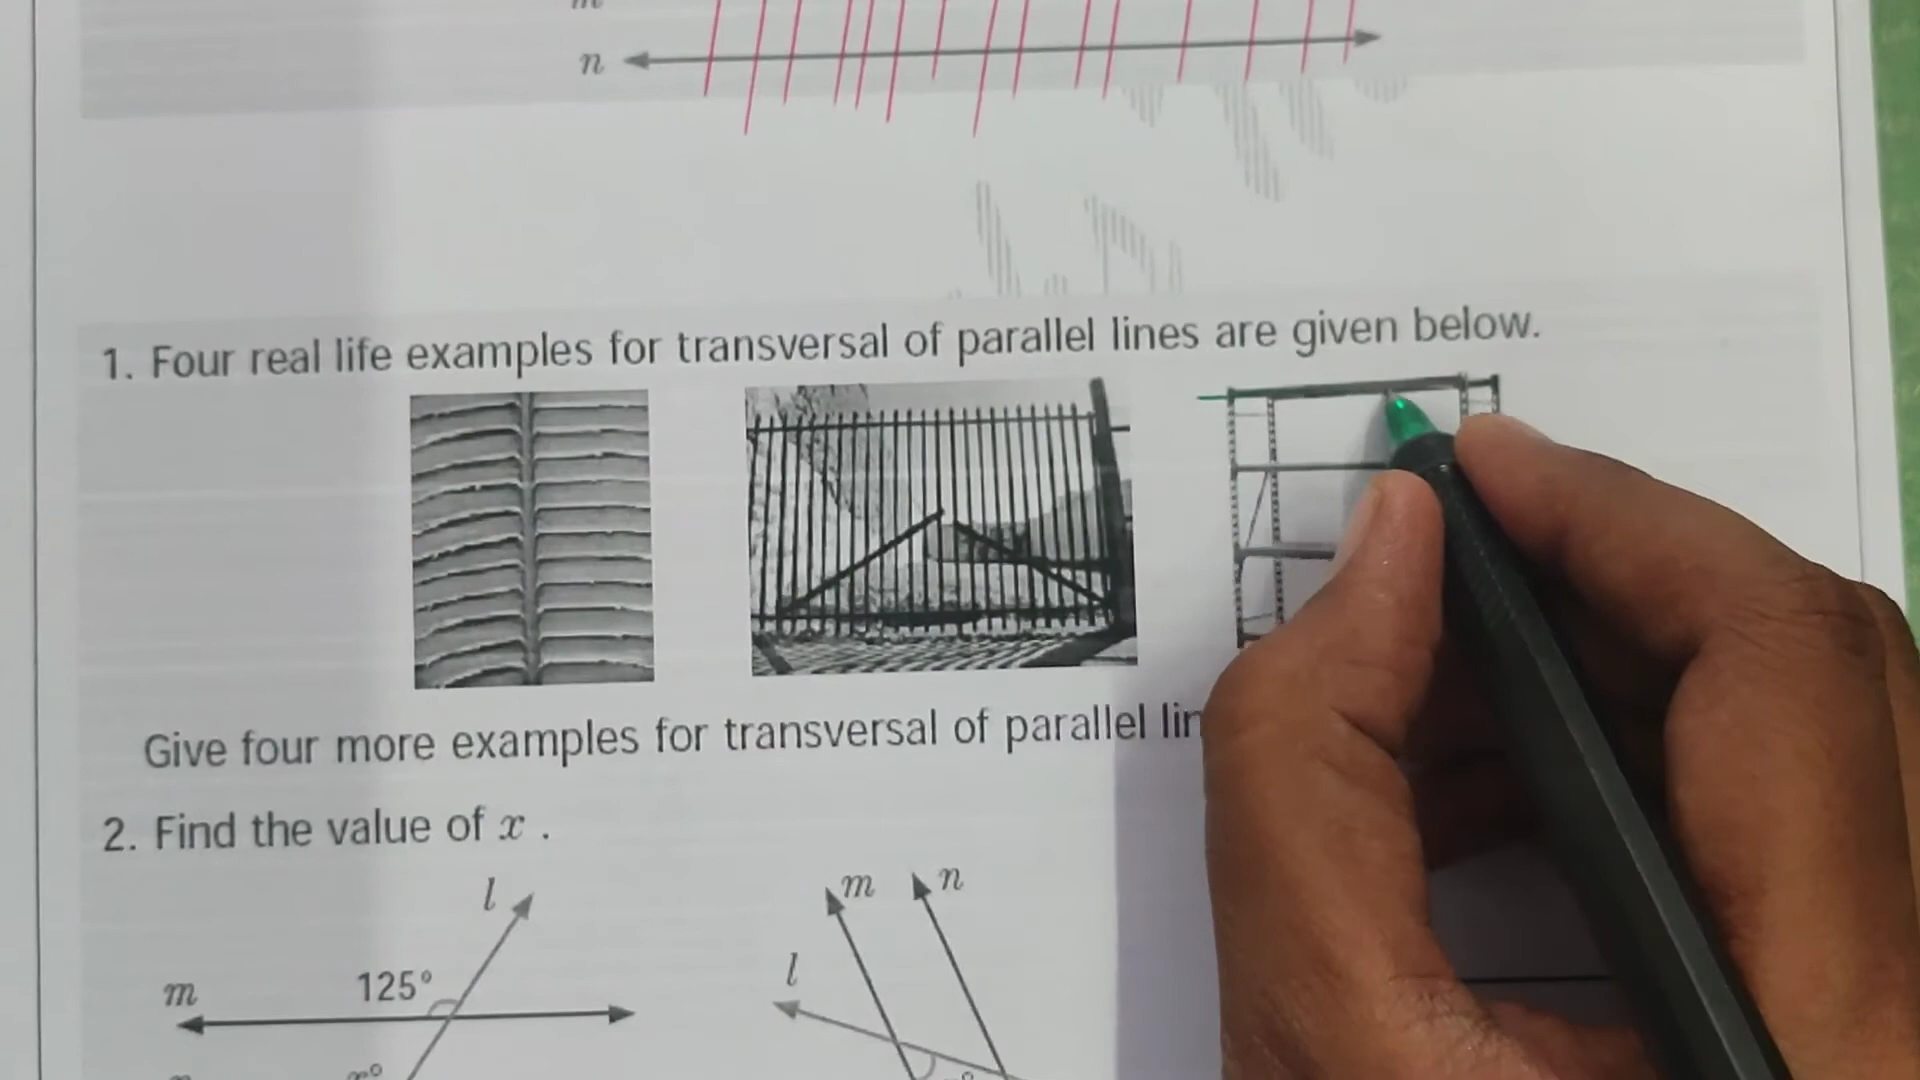 n
1. Four real life examples for transversal of parallel lines are given below.
Give four more examples for transversal of parallel
2. Find the value of x .
l
m
125°
m
n
l